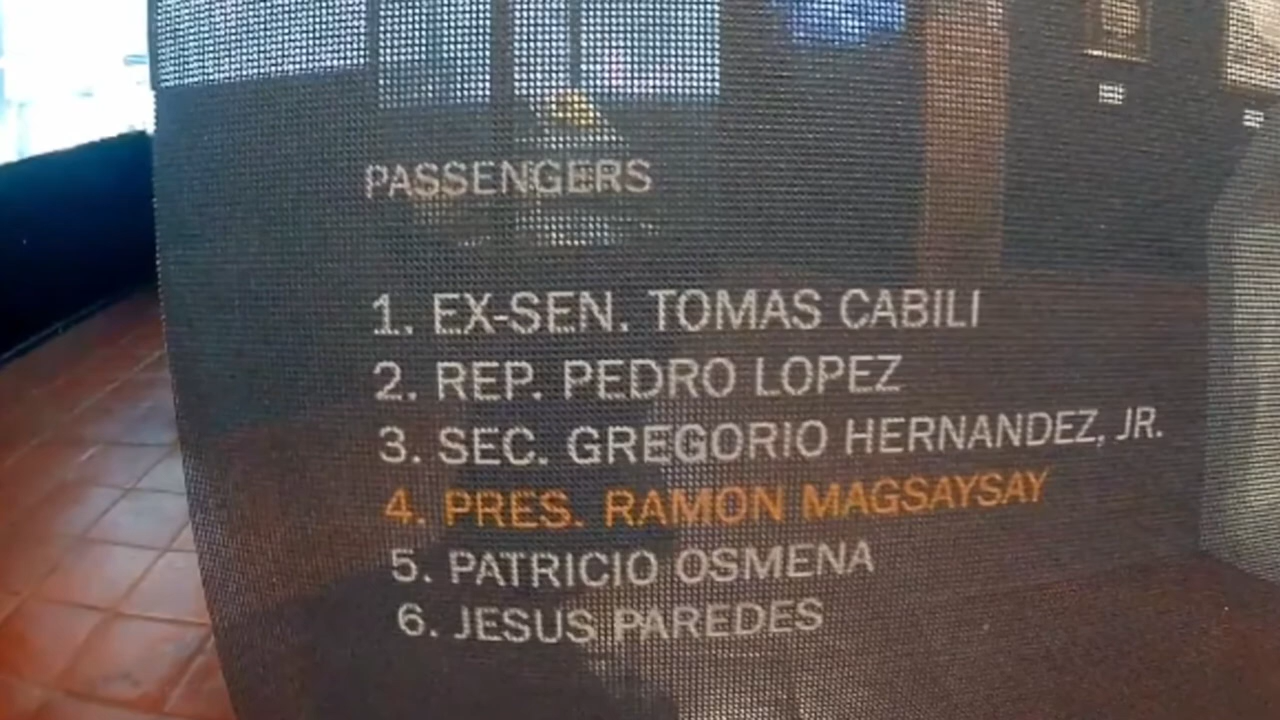 PASSENGERS
1. EX-SEN. TOMAS CABILI
2. REP. PEDRO LOPEZ
3. SEC. GREGORIO HERNANDEZ, JR.
4. PRES. RAMON MAGSAYSAY
5. PATRICIO OSMENA
6. JESUS PAREDES